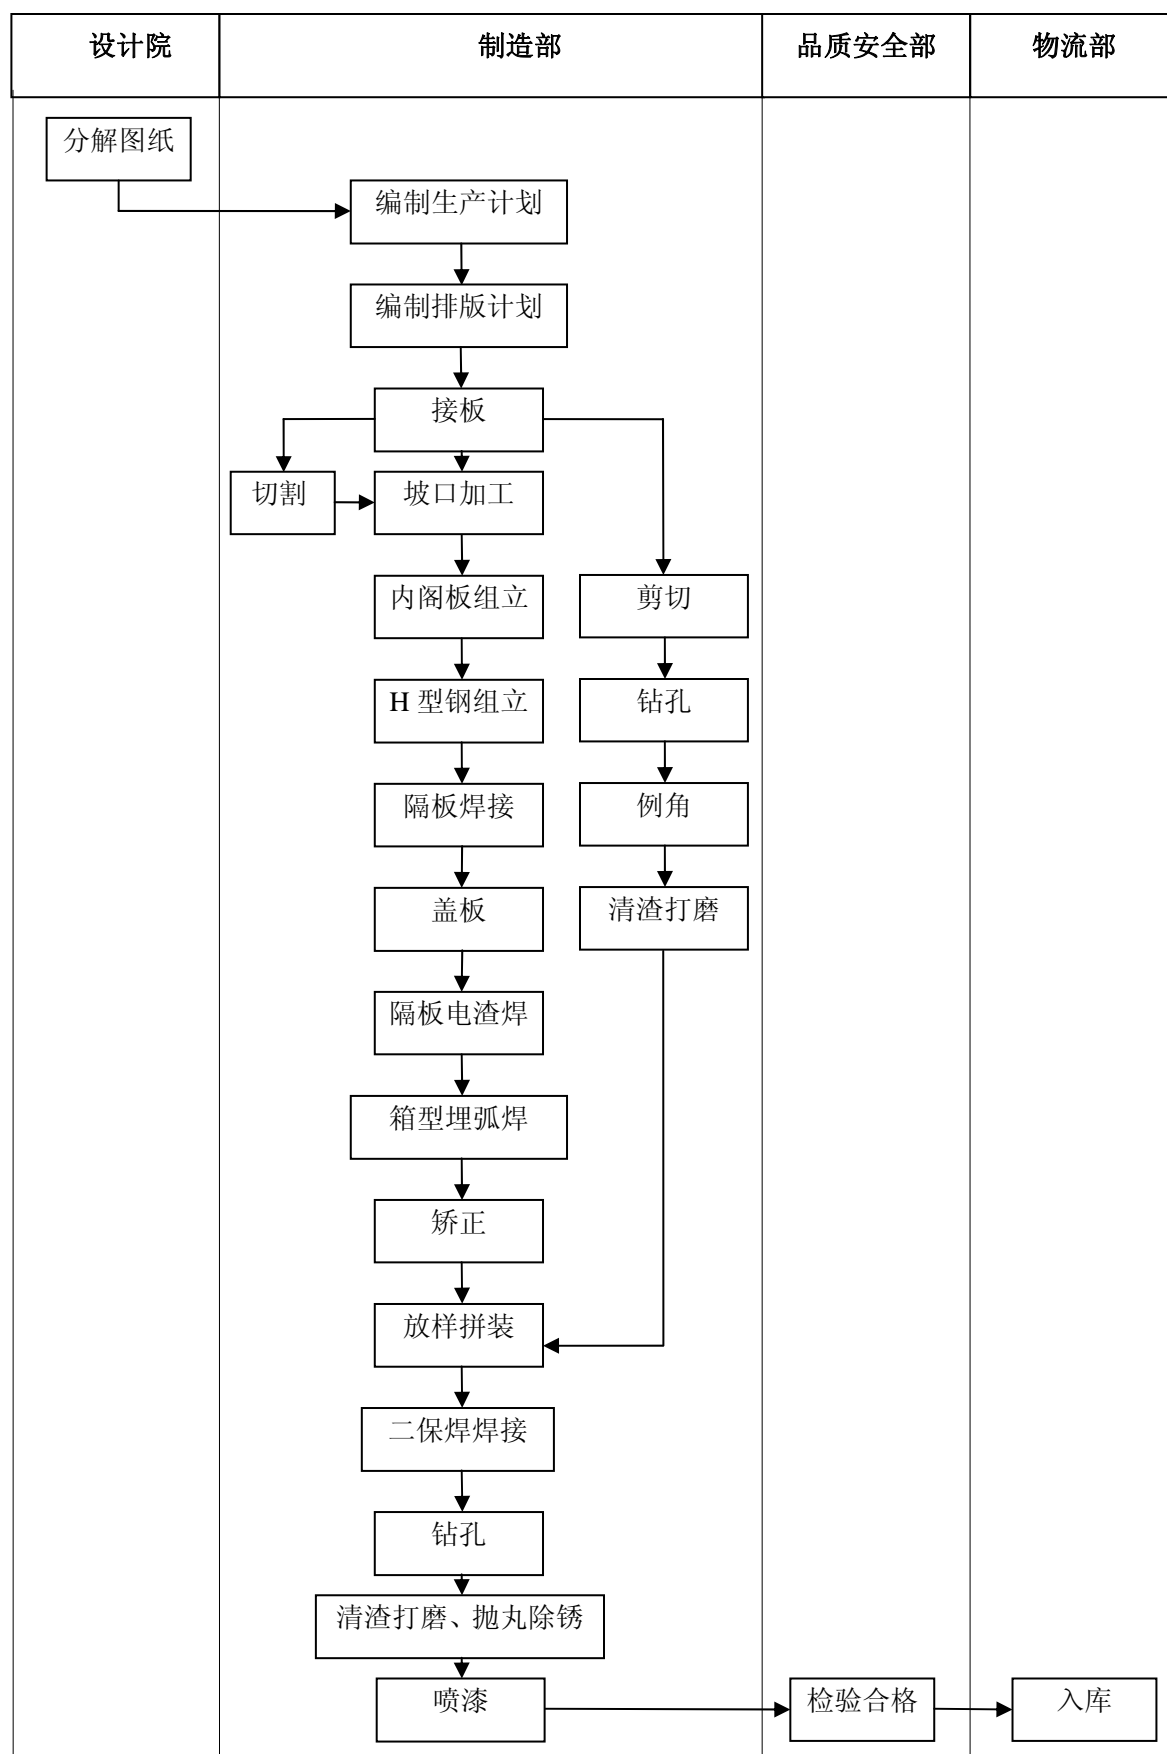 设计院
制造部
品质安全部
物流部
分解图纸
编制生产计划
编制排版计划
接板
切割
坡口加工
内阁板组立
剪切
H 型钢组立
钻孔
隔板焊接
例角
盖板
清渣打磨
隔板电渣焊
箱型埋弧焊
矫正
放样拼装
二保焊焊接
钻孔
清渣打磨、抛丸除锈
喷漆
检验合格
入库